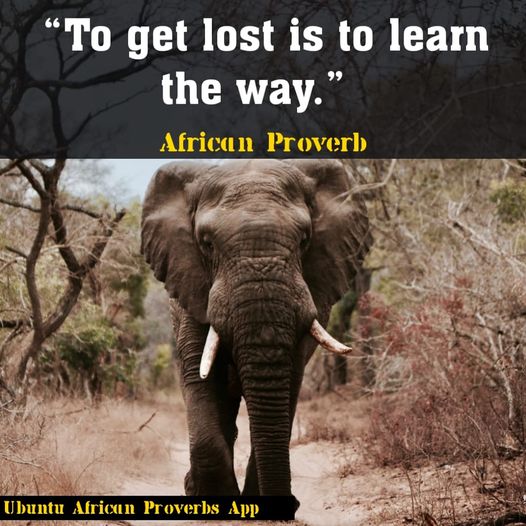 “To get lost is to learn
the way.”
African Proverb
Ubuntu African Proverbs App